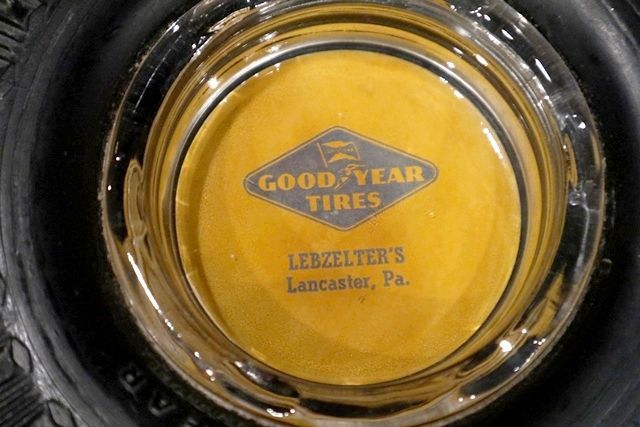 GOOD YEAR
TIRES
LEBZELTER'S
Lancaster, Pa.